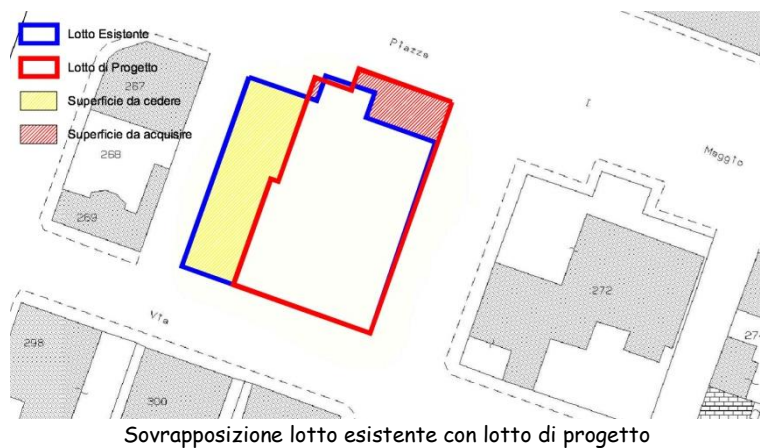 Lotto Esistente
Lotto di Progetto
Superficie da cedere
Superficie da acquisire
Piazza
I
Maggio
267
268
269
272
274
Via
298
300
Sovrapposizione lotto esistente con lotto di progetto